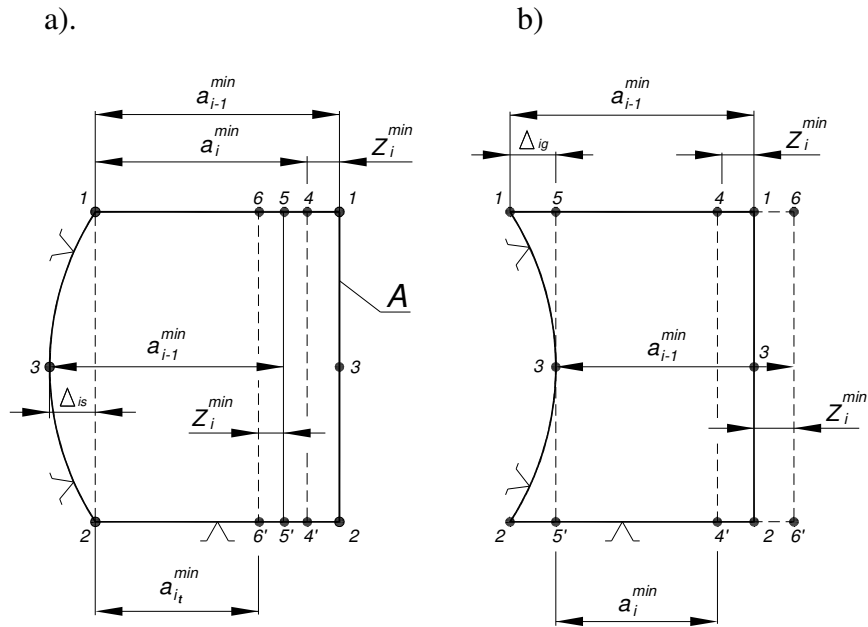 a). b)
a_{i-1}^{min} a_{i-1}^{min}
a_i^{min} Z_i^{min} Δ_{ig} Z_i^{min}
1 6 5 4 1 1 5 4 1 6
A
a_{i-1}^{min} a_{i-1}^{min}
3 3 3 3
Δ_{is} Z_i^{min} Z_i^{min}
2 6' 5' 4' 2 2 5' 4' 2 6'
a_{i_t}^{min} a_i^{min}